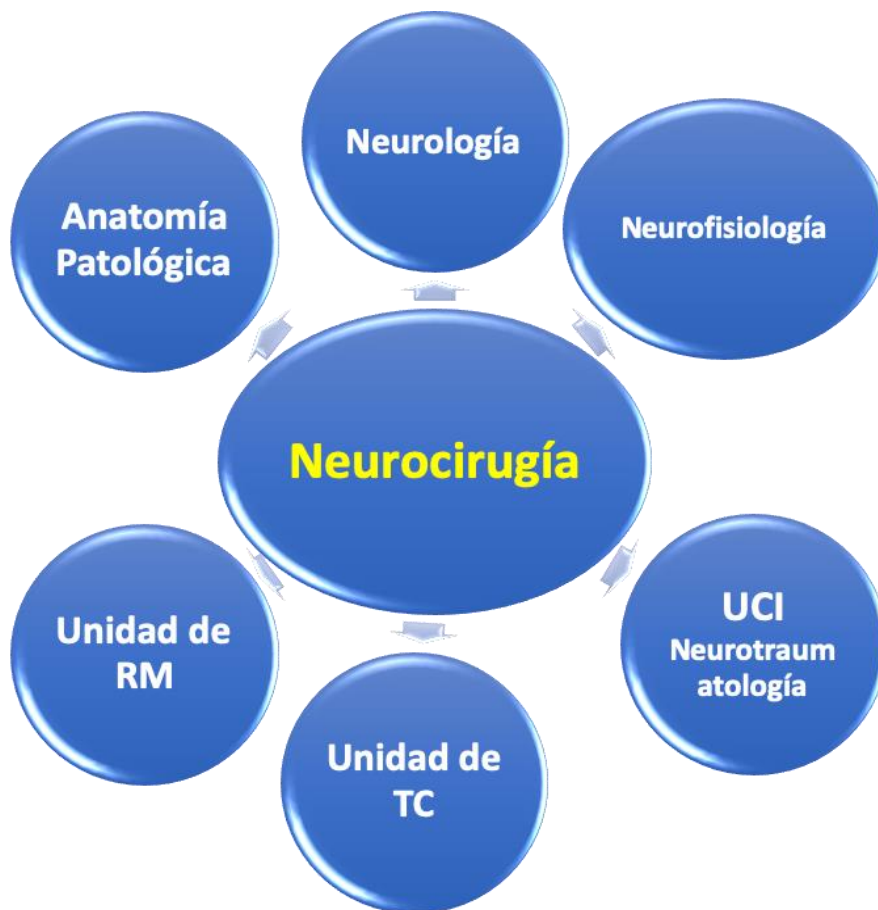 Neurología
Anatomía
Patológica
Neurofisiología
Neurocirugía
Unidad de
RM
UCI
Neurotraum
atología
Unidad de
TC